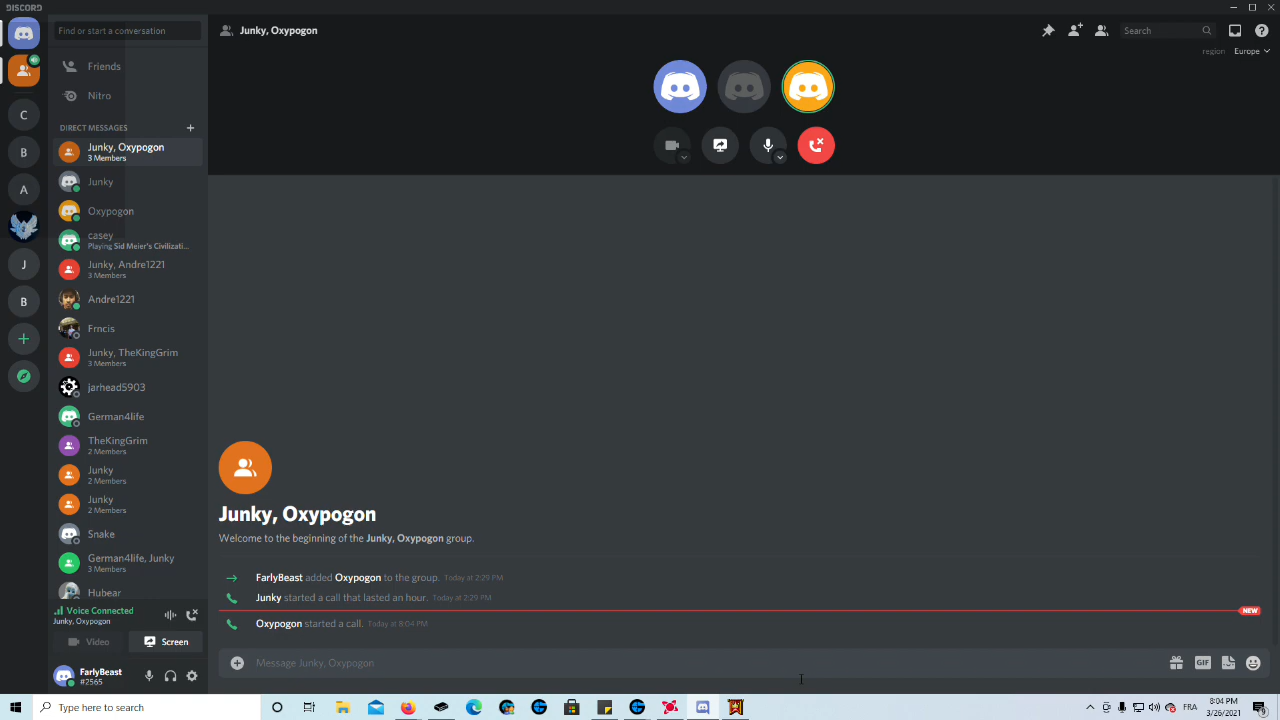 DISCORD
Find or start a conversation
Friends
Nitro
DIRECT MESSAGES
Junky, Oxypogon
3 Members
Junky
Oxypogon
casey
Playing Sid Meier's Civilizati...
Junky, Andre1221
3 Members
Andre1221
Frncis
Junky, TheKingGrim
3 Members
jarhead5903
German4life
TheKingGrim
2 Members
Junky
2 Members
Junky
2 Members
Snake
German4life, Junky
3 Members
Hubear
Voice Connected
Junky, Oxypogon
Video
Screen
FarlyBeast
#2565
C
B
A
J
B
Junky, Oxypogon
Search
region
Europe
Junky, Oxypogon
Welcome to the beginning of the Junky, Oxypogon group.
FarlyBeast added Oxypogon to the group. Today at 2:29 PM
Junky started a call that lasted an hour. Today at 2:29 PM
NEW
Oxypogon started a call. Today at 8:04 PM
Message Junky, Oxypogon
GIF
Type here to search
FRA
8:04 PM
3/26/2021